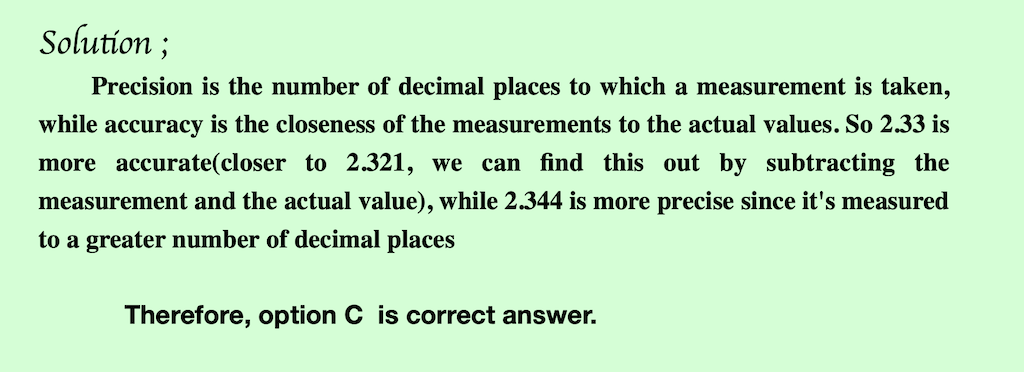 Solution ;
Precision is the number of decimal places to which a measurement is taken,
while accuracy is the closeness of the measurements to the actual values. So 2.33 is
more accurate(closer to 2.321, we can find this out by subtracting the
measurement and the actual value), while 2.344 is more precise since it's measured
to a greater number of decimal places
Therefore, option C is correct answer.